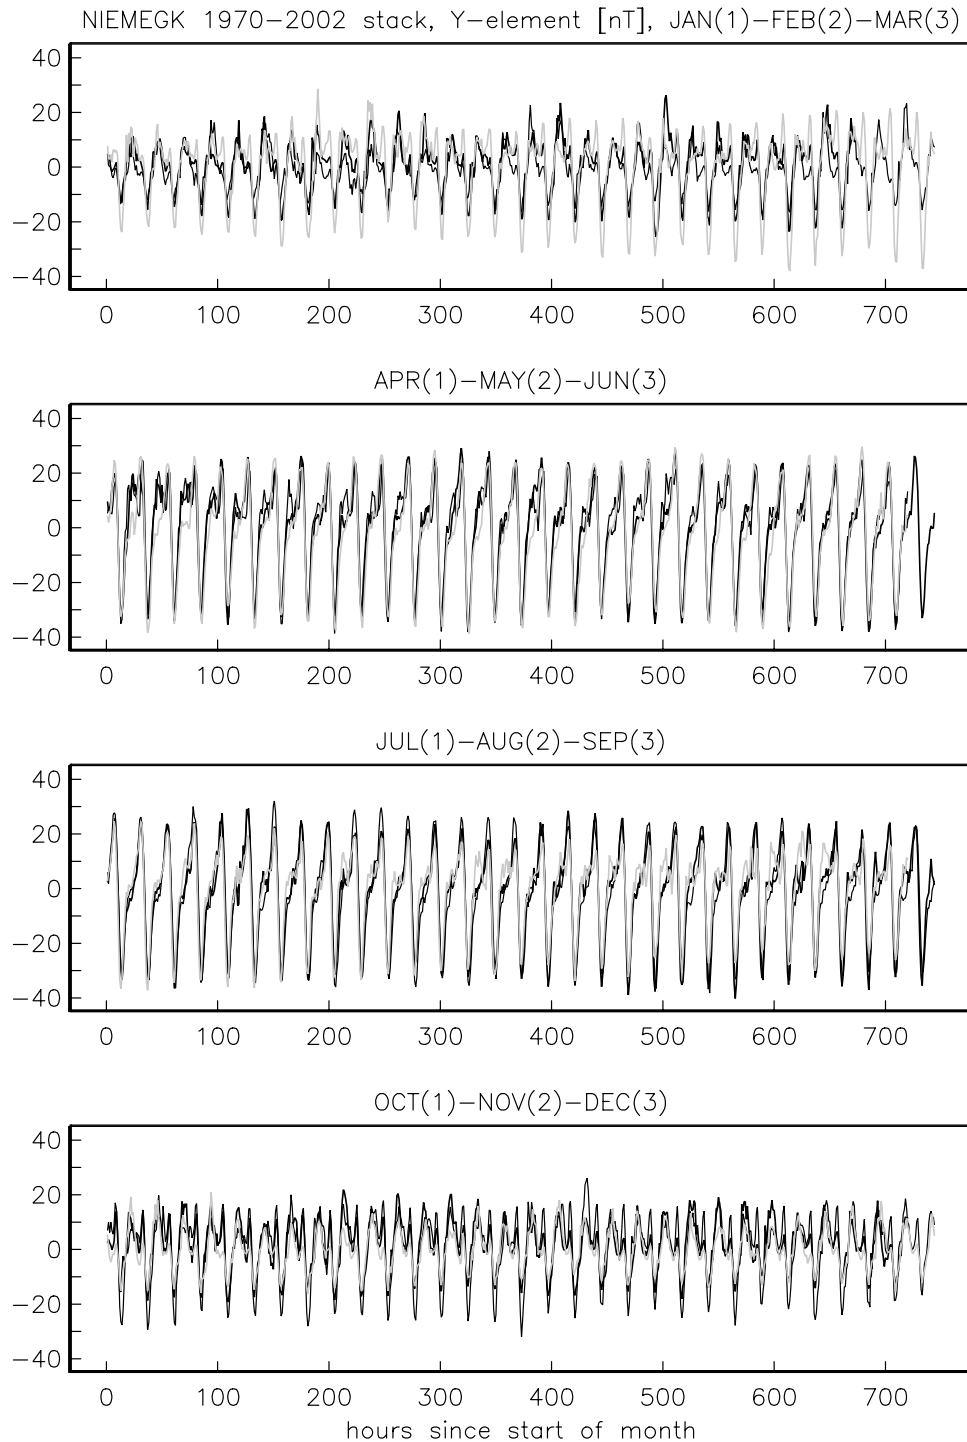 NIEMEGK 1970−2002 stack, Y−element [nT], JAN(1)−FEB(2)−MAR(3)
40
20
0
−20
−40
0 100 200 300 400 500 600 700
APR(1)−MAY(2)−JUN(3)
40
20
0
−20
−40
0 100 200 300 400 500 600 700
JUL(1)−AUG(2)−SEP(3)
40
20
0
−20
−40
0 100 200 300 400 500 600 700
OCT(1)−NOV(2)−DEC(3)
40
20
0
−20
−40
0 100 200 300 400 500 600 700
hours since start of month